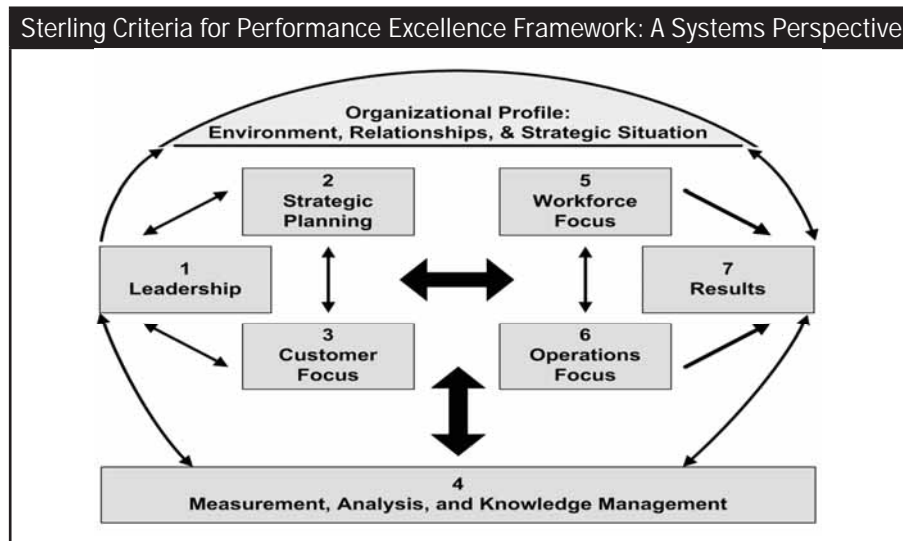 Sterling Criteria for Performance Excellence Framework: A Systems Perspective
Organizational Profile:
Environment, Relationships, & Strategic Situation
2
Strategic
Planning
5
Workforce
Focus
1
Leadership
7
Results
3
Customer
Focus
6
Operations
Focus
4
Measurement, Analysis, and Knowledge Management